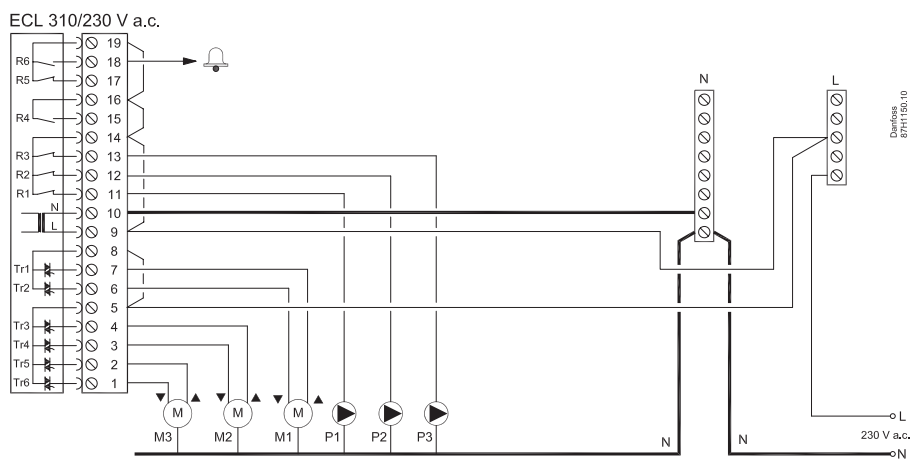 ECL 310/230 V a.c.
19
R6 18
R5 17
16
R4 15
14
R3 13
R2 12
R1 11
N 10
L 9
8
Tr1 7
Tr2 6
5
Tr3 4
Tr4 3
Tr5 2
Tr6 1
N
L
Danfoss
87H1150.10
M M M
M3 M2 M1 P1 P2 P3
N N
L
230 V a.c.
N